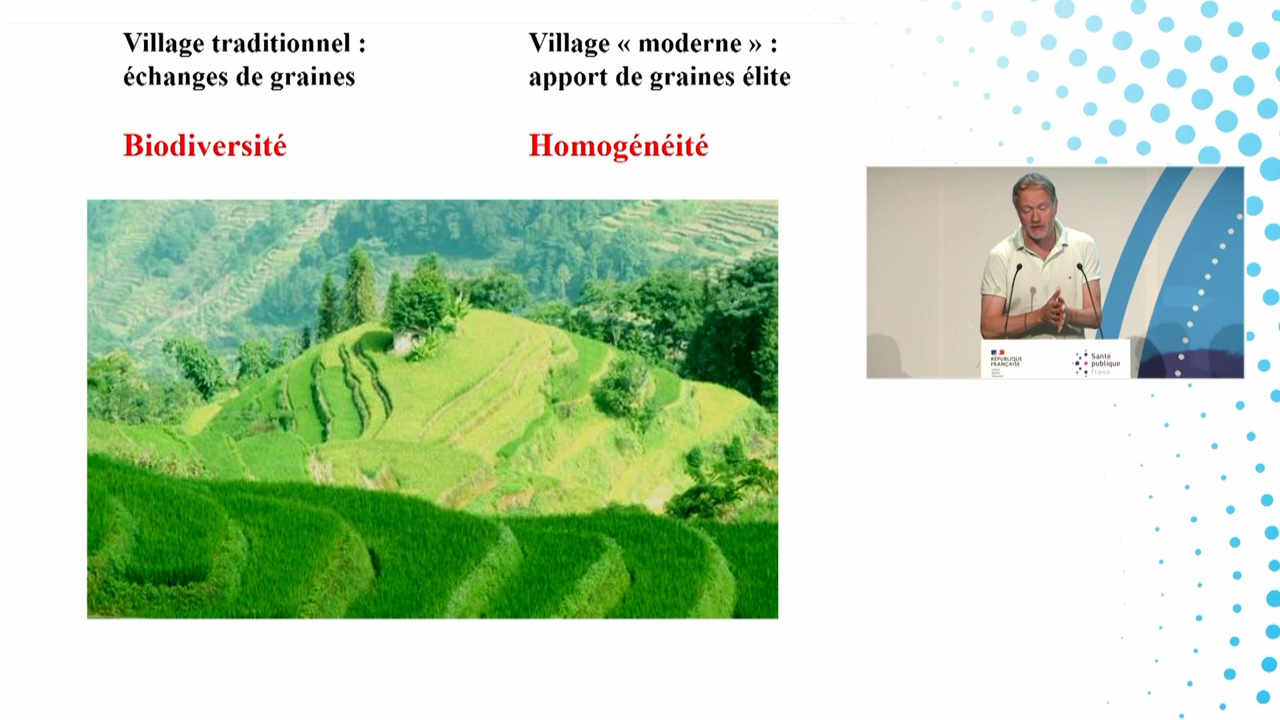 Village traditionnel :
échanges de graines
Biodiversité
Village « moderne » :
apport de graines élite
Homogénéité
RÉPUBLIQUE
FRANÇAISE
Santé
publique
France